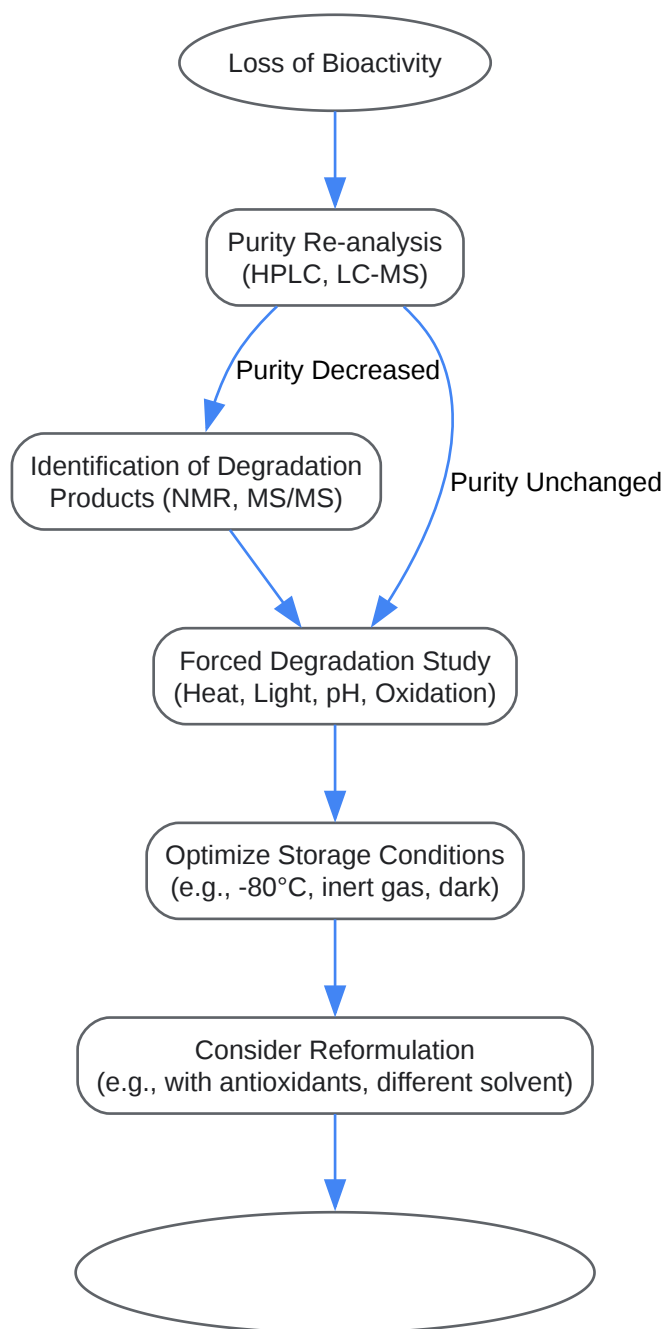 Loss of Bioactivity
Purity Re-analysis
(HPLC, LC-MS)
Purity Decreased
Identification of Degradation
Products (NMR, MS/MS)
Purity Unchanged
Forced Degradation Study
(Heat, Light, pH, Oxidation)
Optimize Storage Conditions
(e.g., -80°C, inert gas, dark)
Consider Reformulation
(e.g., with antioxidants, different solvent)